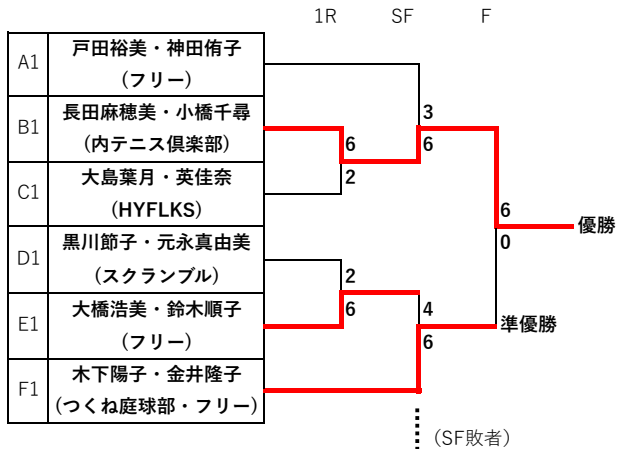 1R SF F
A1 戸田裕美・神田侑子
(フリー)
3
B1 長田麻穂美・小橋千尋
(内テニス倶楽部)
6 6
2
C1 大島葉月・英佳奈
(HYFLKS)
6
優勝
0
D1 黒川節子・元永真由美
(スクランブル)
2
6
4
準優勝
6
E1 大橋浩美・鈴木順子
(フリー)
F1 木下陽子・金井隆子
(つくね庭球部・フリー)
(SF敗者)